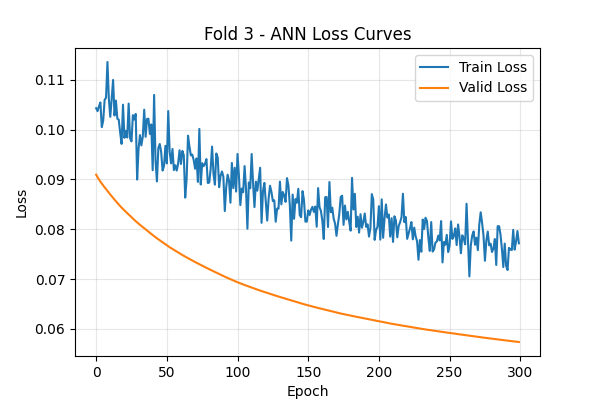 Fold 3 - ANN Loss Curves
Train Loss
Valid Loss
Loss
0.11
0.10
0.09
0.08
0.07
0.06
0 50 100 150 200 250 300
Epoch